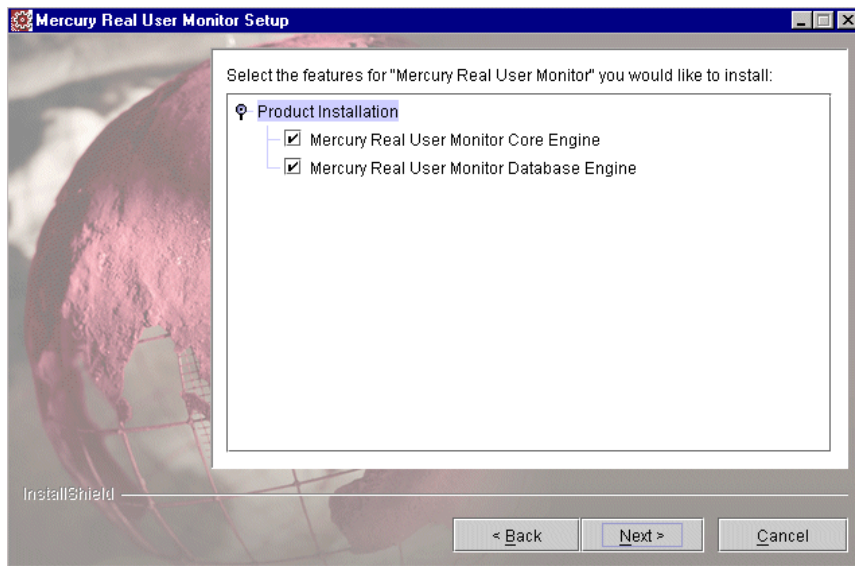 Mercury Real User Monitor Setup
Select the features for "Mercury Real User Monitor" you would like to install:
Product Installation
Mercury Real User Monitor Core Engine
Mercury Real User Monitor Database Engine
InstallShield
< Back
Next >
Cancel